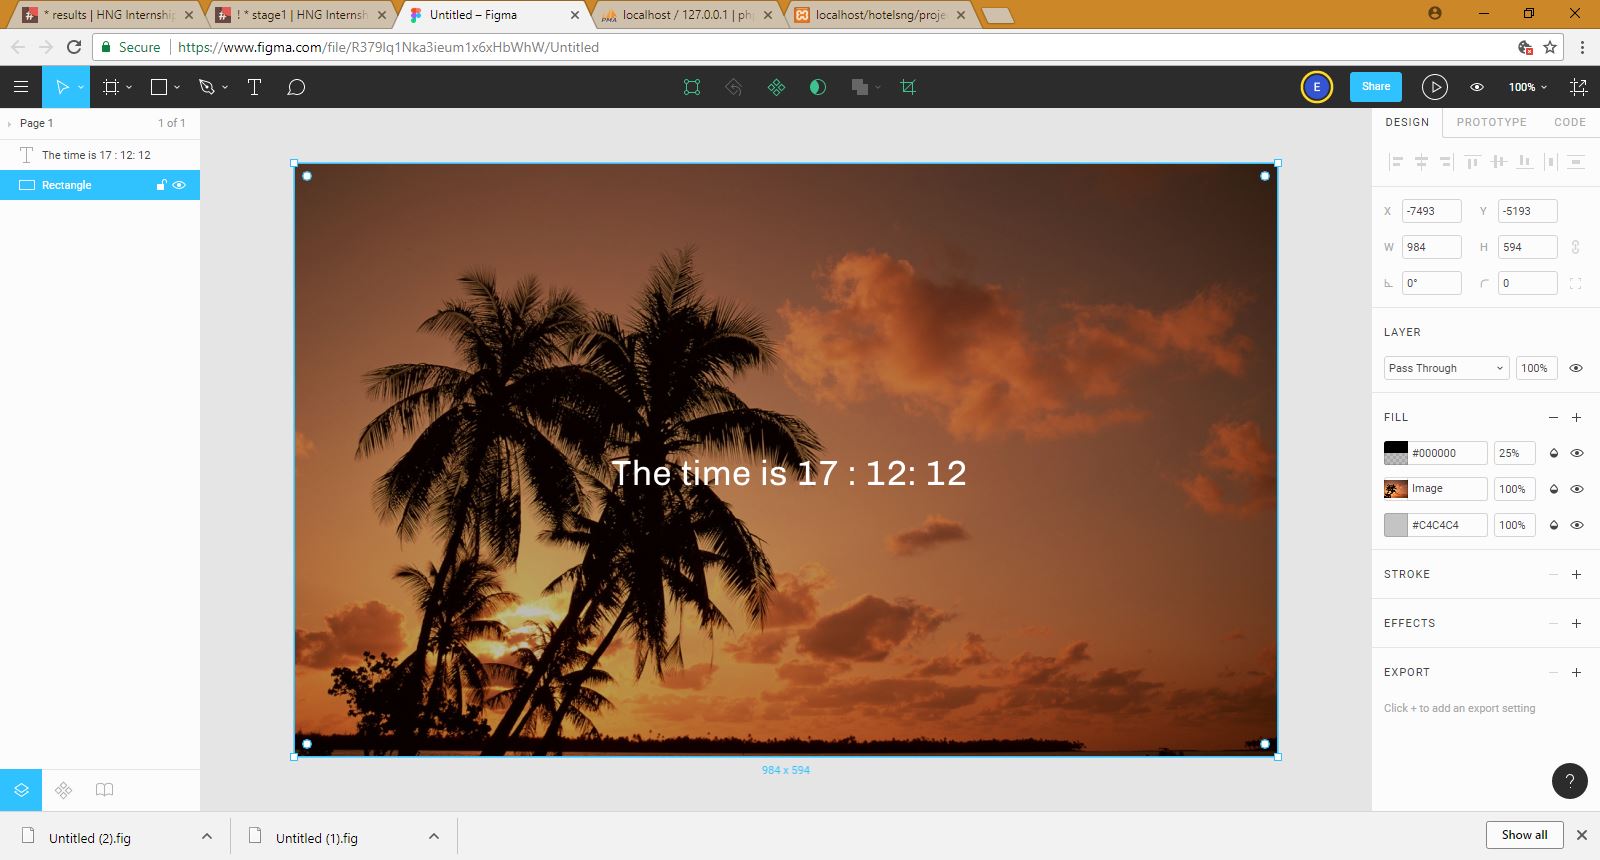 * results | HNG Internship
! * stage1 | HNG Internsh
Untitled – Figma
localhost / 127.0.0.1 | ph
localhost/hotelsng/proje
Secure
https://www.figma.com/file/R379Iq1Nka3ieum1x6xHbWhW/Untitled
E
Share
100%
Page 1
1 of 1
DESIGN
PROTOTYPE
CODE
The time is 17 : 12: 12
Rectangle
X
-7493
Y
-5193
W
984
H
594
0°
0
LAYER
Pass Through
100%
FILL
#000000
25%
Image
100%
#C4C4C4
100%
STROKE
EFFECTS
EXPORT
Click + to add an export setting
The time is 17 : 12: 12
984 x 594
?
Untitled (2).fig
Untitled (1).fig
Show all